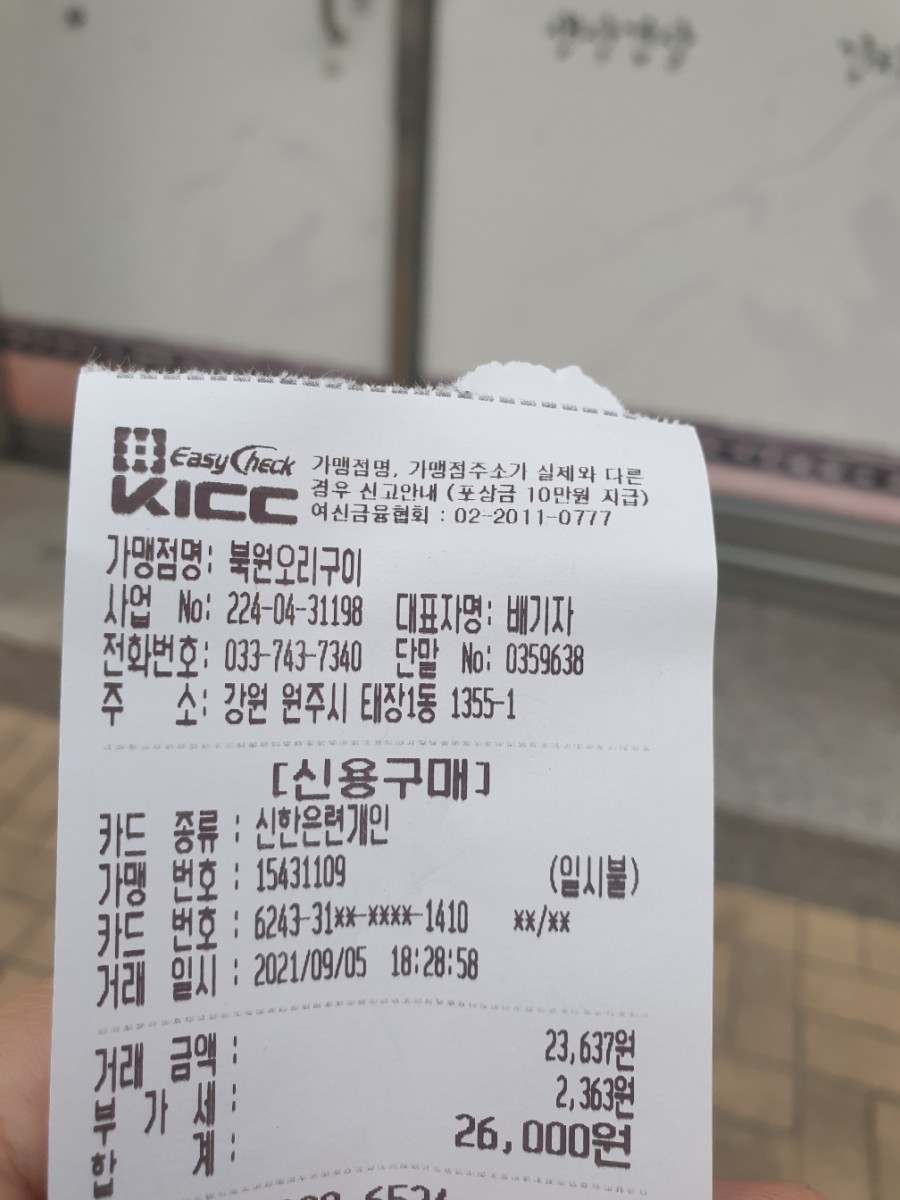 EasyCheck
KICC
가맹점명, 가맹점주소가 실제와 다른
경우 신고안내 (포상금 10만원 지급)
여신금융협회 : 02-2011-0777
가맹점명: 북원오리구이
사업 No: 224-04-31198 대표자명: 배기자
전화번호: 033-743-7340 단말 No: 0359638
주 소: 강원 원주시 태장1동 1355-1
[신용구매]
카드 종류 : 신한은련개인
가맹 번호 : 15431109 (일시불)
카드 번호 : 6243-31**-****-1410 **/**
거래 일시 : 2021/09/05 18:28:58
거래 금액 : 23,637원
부 가 세 : 2,363원
합 계 : 26,000원